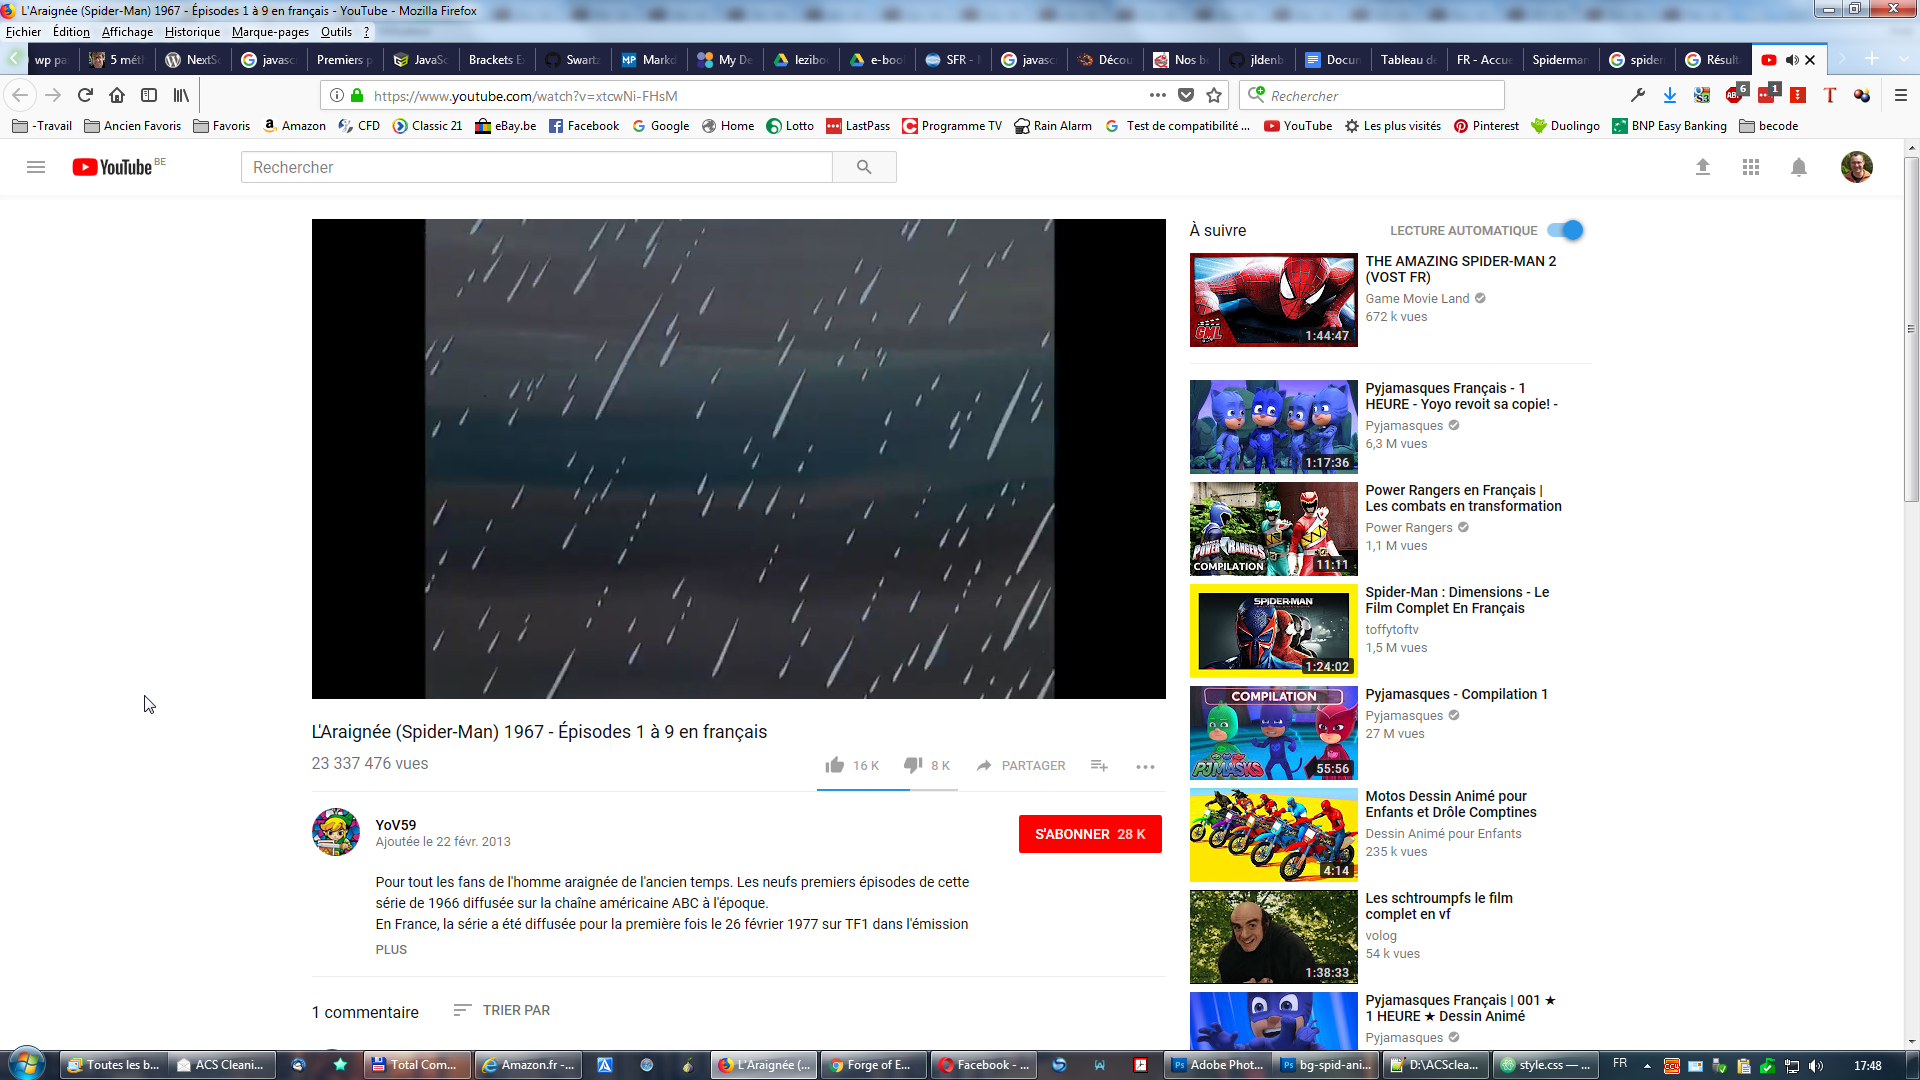 L'Araignée (Spider-Man) 1967 - Épisodes 1 à 9 en français - YouTube - Mozilla Firefox
Fichier Édition Affichage Historique Marque-pages Outils ?
wp pa 5 mét NextS javasc Premiers p JavaSc Brackets E Swartz Markd My De lezibo e-boo SFR - javasc Décou Nos b jldenb Docun Tableau de FR - Accue Spiderman spider Résult
https://www.youtube.com/watch?v=xtcwNi-FHsM
Rechercher
6 1
-Travail Ancien Favoris Favoris Amazon CFD Classic 21 eBay.be Facebook Google Home Lotto LastPass Programme TV Rain Alarm Test de compatibilité ... YouTube Les plus visités Pinterest Duolingo BNP Easy Banking becode
YouTube BE
Rechercher
L'Araignée (Spider-Man) 1967 - Épisodes 1 à 9 en français
23 337 476 vues
16 K 8 K PARTAGER
YoV59
Ajoutée le 22 févr. 2013
S'ABONNER 28 K
Pour tout les fans de l'homme araignée de l'ancien temps. Les neufs premiers épisodes de cette
série de 1966 diffusée sur la chaîne américaine ABC à l'époque.
En France, la série a été diffusée pour la première fois le 26 février 1977 sur TF1 dans l'émission
PLUS
1 commentaire TRIER PAR
À suivre
LECTURE AUTOMATIQUE
GML
1:44:47
THE AMAZING SPIDER-MAN 2
(VOST FR)
Game Movie Land
672 k vues
1:17:36
Pyjamasques Français - 1
HEURE - Yoyo revoit sa copie! -
Pyjamasques
6,3 M vues
POWER RANGERS
COMPILATION
11:11
Power Rangers en Français |
Les combats en transformation
Power Rangers
1,1 M vues
SPIDER-MAN
1:24:02
Spider-Man : Dimensions - Le
Film Complet En Français
toffytoftv
1,5 M vues
COMPILATION
PJMASKS
55:56
Pyjamasques - Compilation 1
Pyjamasques
27 M vues
4:14
Motos Dessin Animé pour
Enfants et Drôle Comptines
Dessin Animé pour Enfants
235 k vues
1:38:33
Les schtroumpfs le film
complet en vf
volog
54 k vues
Pyjamasques Français | 001 ★
1 HEURE ★ Dessin Animé
Pyjamasques
Toutes les b... ACS Cleani... Total Com... Amazon.fr -... L'Araignée (... Forge of E... Facebook - ... Adobe Phot... bg-spid-ani... D:\ACSclea... style.css — ... FR 17:48